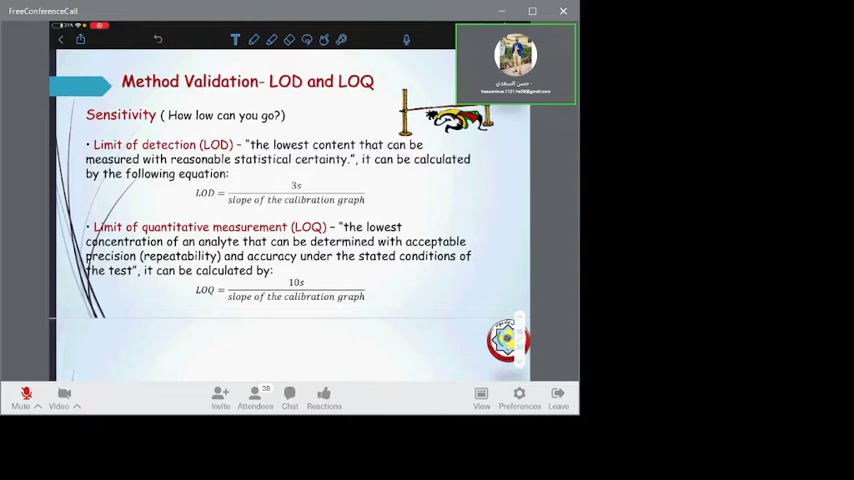 FreeConferenceCall
Method Validation- LOD and LOQ
Sensitivity ( How low can you go?)
• Limit of detection (LOD) – “the lowest content that can be
measured with reasonable statistical certainty.”, it can be calculated
by the following equation:
LOD = 3s / slope of the calibration graph
• Limit of quantitative measurement (LOQ) – “the lowest
concentration of an analyte that can be determined with acceptable
precision (repeatability) and accuracy under the stated conditions of
the test”, it can be calculated by:
LOQ = 10s / slope of the calibration graph
حسن السعدي
38
Mute
Video
Invite
Attendees
Chat
Reactions
View
Preferences
Leave